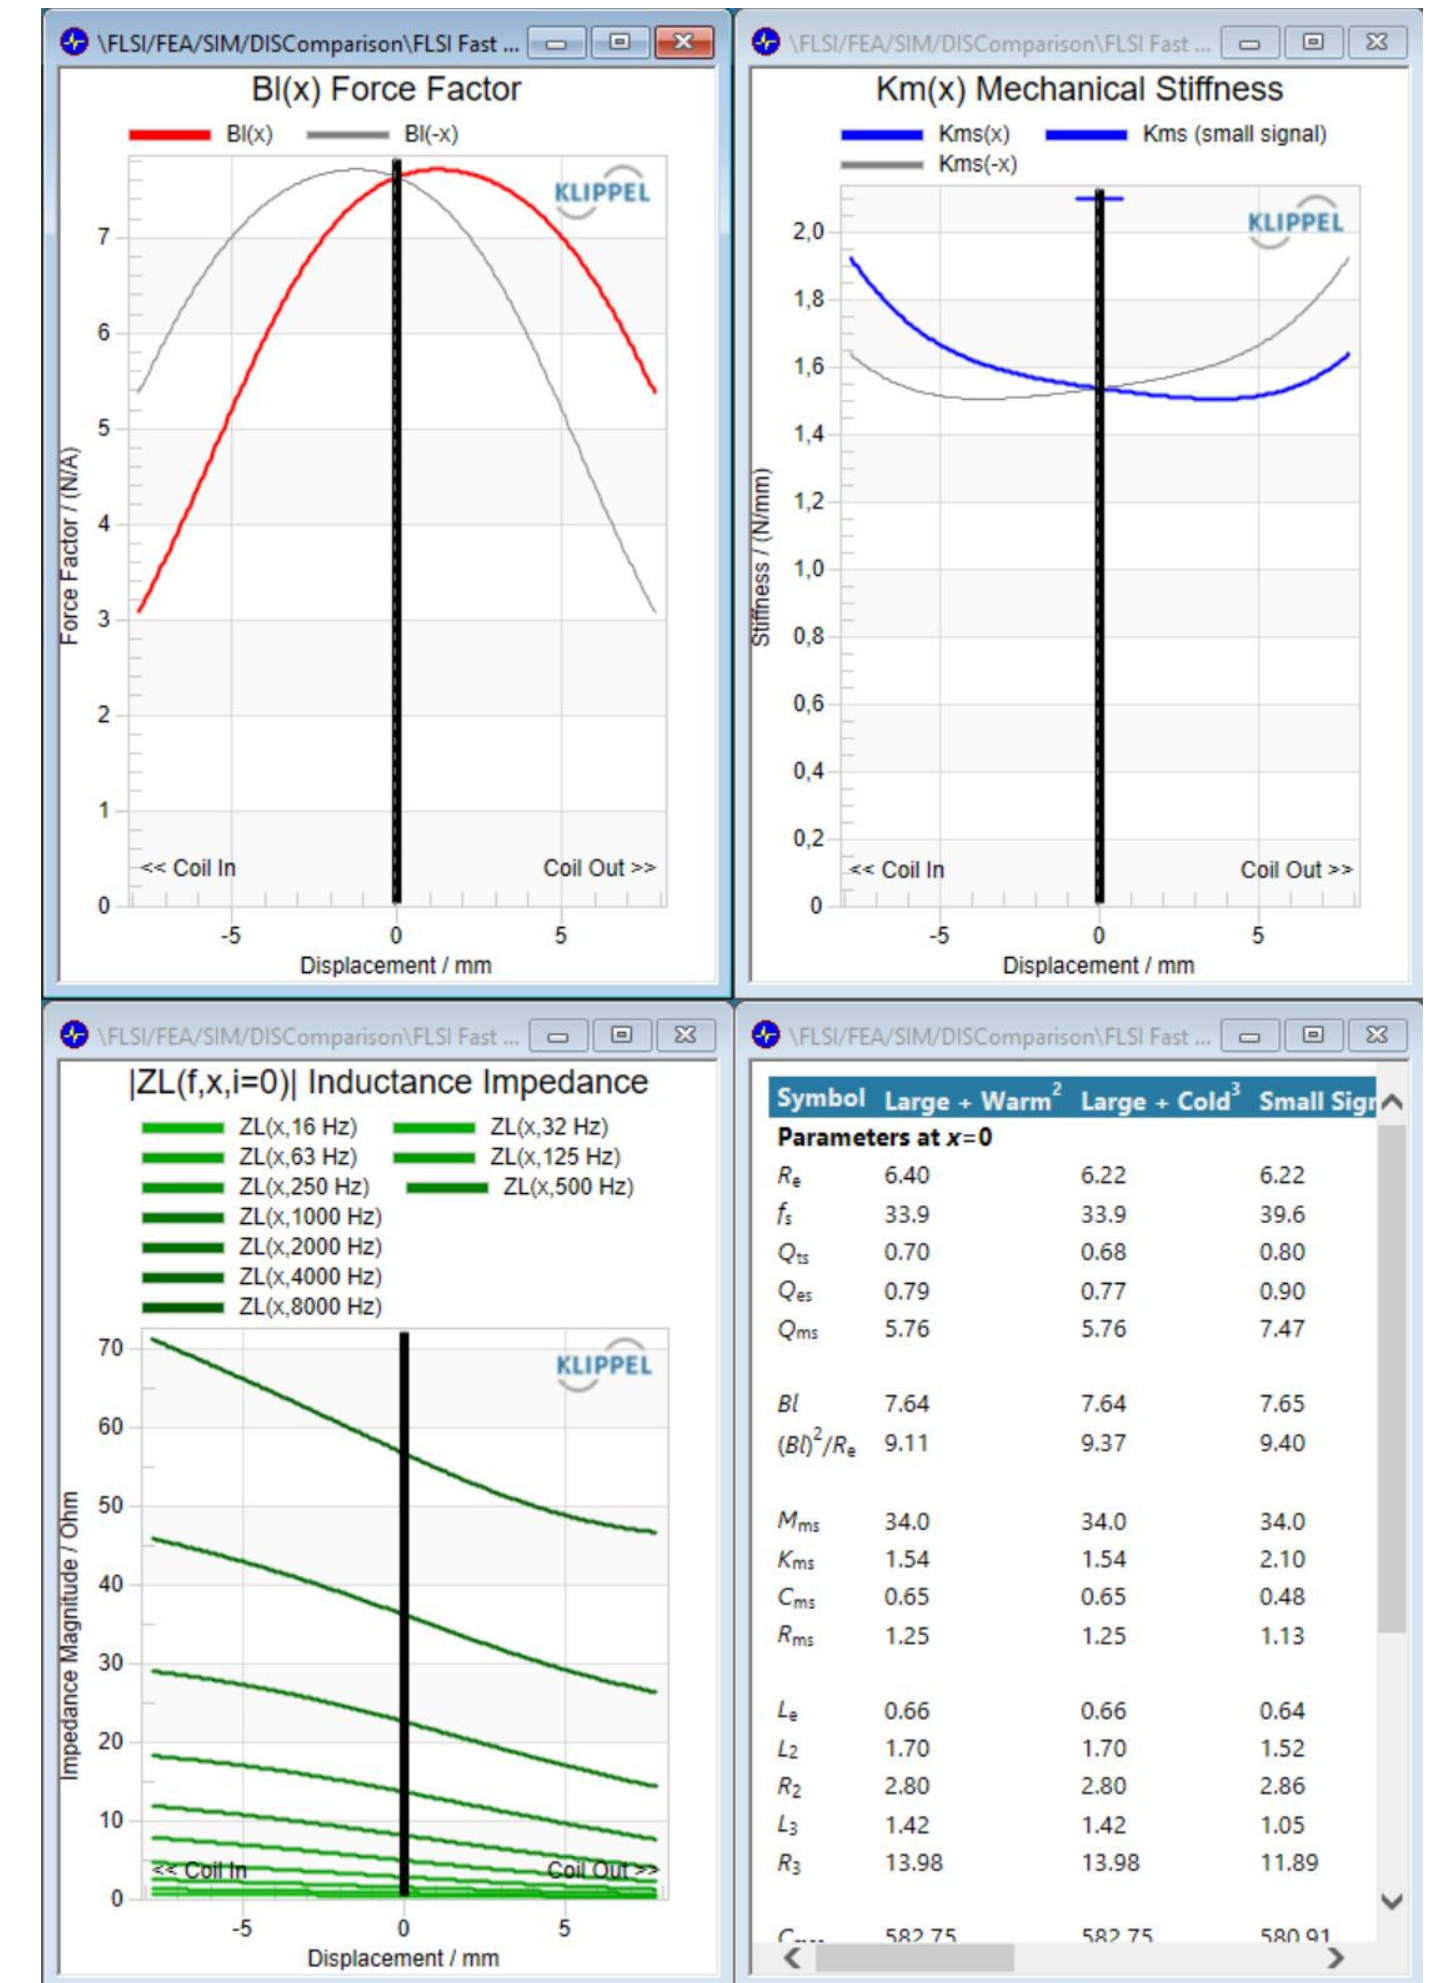 \FLSI/FEA/SIM/DISComparison\FLSI Fast ...
Bl(x) Force Factor
Bl(x) Bl(-x)
KLIPPEL
7
6
5
4
3
2
1
0
Force Factor / (N/A)
<< Coil In Coil Out >>
-5 0 5
Displacement / mm
\FLSI/FEA/SIM/DISComparison\FLSI Fast ...
Km(x) Mechanical Stiffness
Kms(x) Kms (small signal)
Kms(-x)
KLIPPEL
2,0
1,8
1,6
1,4
1,2
1,0
0,8
0,6
0,4
0,2
0
Stiffness / (N/mm)
<< Coil In Coil Out >>
-5 0 5
Displacement / mm
\FLSI/FEA/SIM/DISComparison\FLSI Fast ...
|ZL(f,x,i=0)| Inductance Impedance
ZL(x,16 Hz) ZL(x,32 Hz)
ZL(x,63 Hz) ZL(x,125 Hz)
ZL(x,250 Hz) ZL(x,500 Hz)
ZL(x,1000 Hz)
ZL(x,2000 Hz)
ZL(x,4000 Hz)
ZL(x,8000 Hz)
KLIPPEL
70
60
50
40
30
20
10
0
Impedance Magnitude / Ohm
<< Coil In Coil Out >>
-5 0 5
Displacement / mm
\FLSI/FEA/SIM/DISComparison\FLSI Fast ...
Symbol Large + Warm² Large + Cold³ Small Sigr
Parameters at x=0
Re 6.40 6.22 6.22
fs 33.9 33.9 39.6
Qts 0.70 0.68 0.80
Qes 0.79 0.77 0.90
Qms 5.76 5.76 7.47
Bl 7.64 7.64 7.65
(Bl)²/Re 9.11 9.37 9.40
Mms 34.0 34.0 34.0
Kms 1.54 1.54 2.10
Cms 0.65 0.65 0.48
Rms 1.25 1.25 1.13
Le 0.66 0.66 0.64
L2 1.70 1.70 1.52
R2 2.80 2.80 2.86
L3 1.42 1.42 1.05
R3 13.98 13.98 11.89
582.75 582.75 580.91